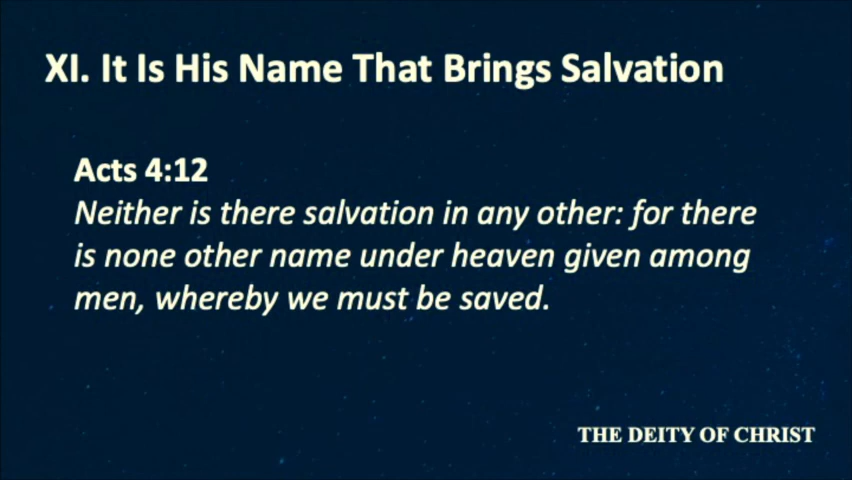 XI. It Is His Name That Brings Salvation
Acts 4:12
Neither is there salvation in any other: for there
is none other name under heaven given among
men, whereby we must be saved.
THE DEITY OF CHRIST